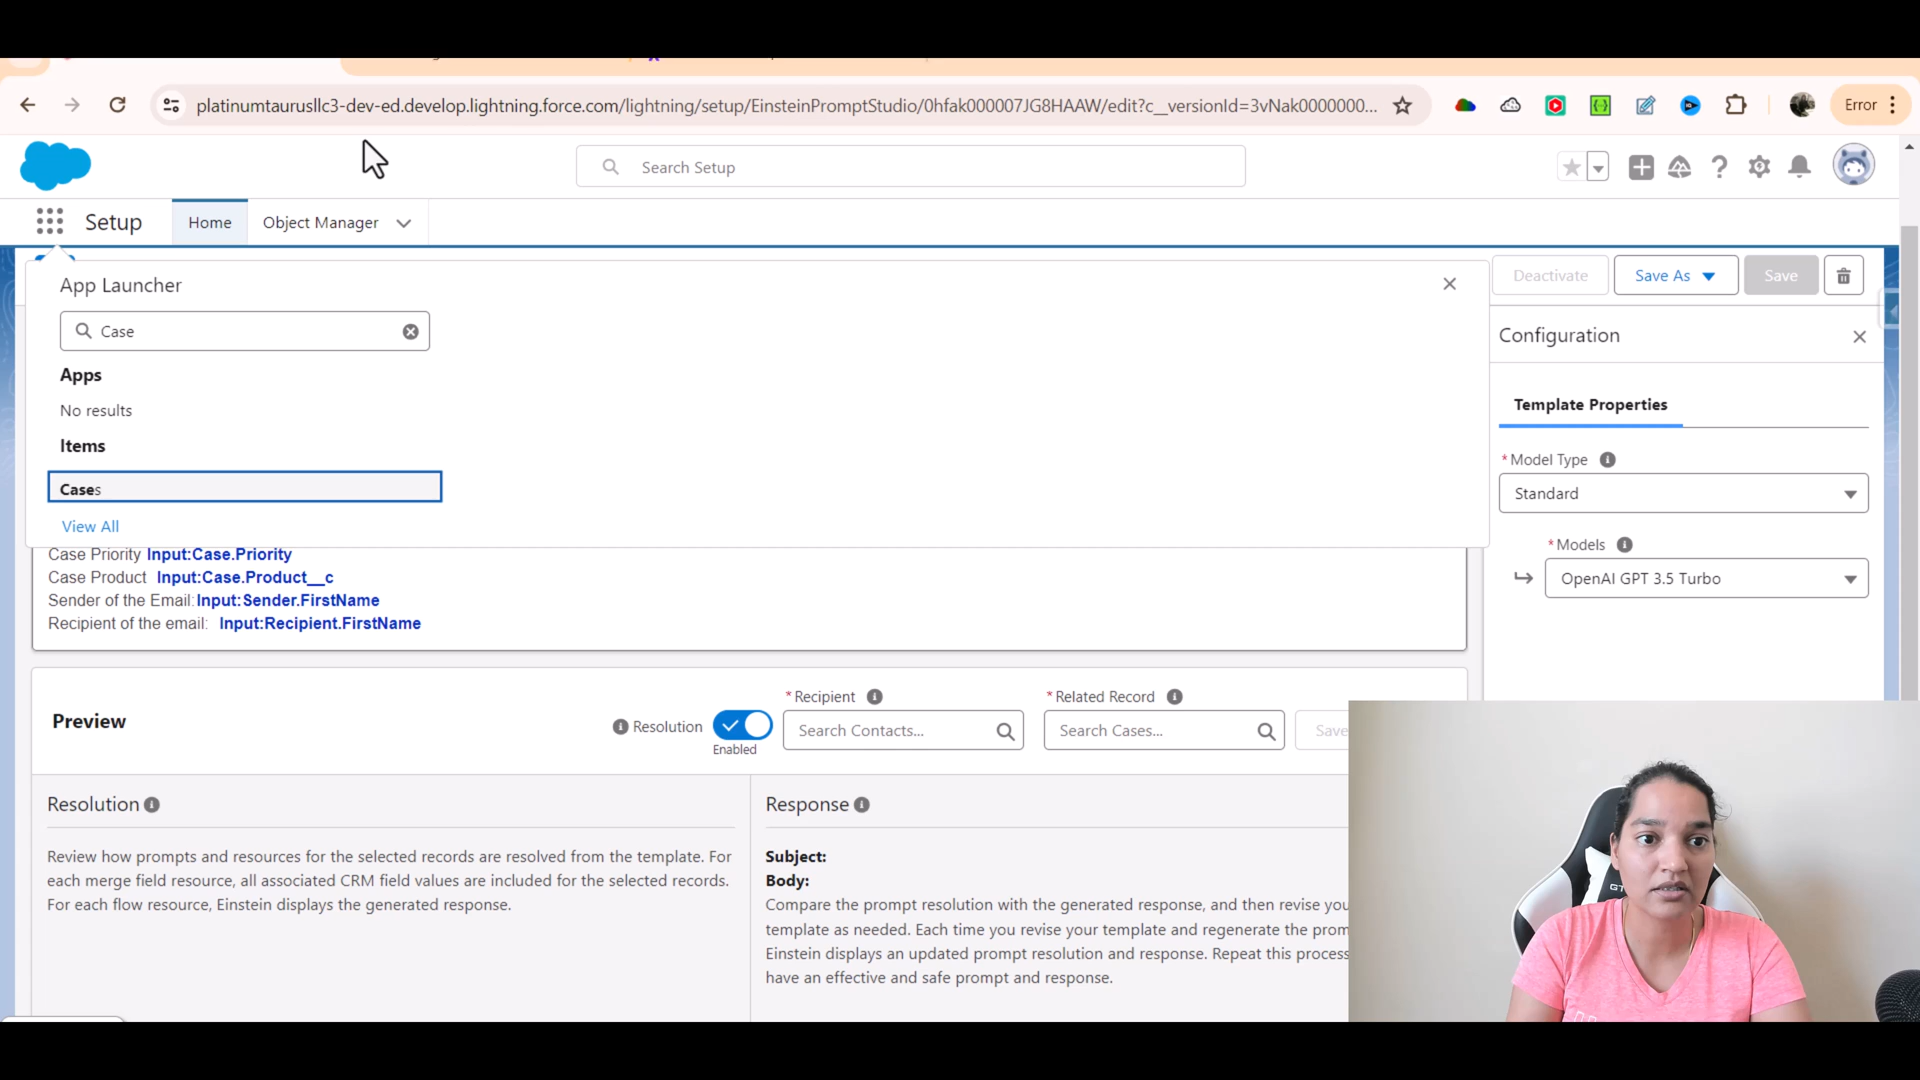 platinumtaurusllc3-dev-ed.develop.lightning.force.com/lightning/setup/EinsteinPromptStudio/0hfak000007JG8HAAW/edit?c__versionId=3vNak0000000...
Error
Search Setup
Setup
Home
Object Manager
App Launcher
Deactivate
Save As
Save
Case
Configuration
Apps
No results
Template Properties
Items
* Model Type
Cases
Standard
View All
* Models
Case Priority Input:Case.Priority
Case Product Input:Case.Product__c
OpenAI GPT 3.5 Turbo
Sender of the Email: Input:Sender.FirstName
Recipient of the email: Input:Recipient.FirstName
Preview
Resolution
Enabled
* Recipient
Search Contacts...
* Related Record
Search Cases...
Save
Resolution
Response
Review how prompts and resources for the selected records are resolved from the template. For
each merge field resource, all associated CRM field values are included for the selected records.
For each flow resource, Einstein displays the generated response.
Subject:
Body:
Compare the prompt resolution with the generated response, and then revise you
template as needed. Each time you revise your template and regenerate the prom
Einstein displays an updated prompt resolution and response. Repeat this process
have an effective and safe prompt and response.
GT